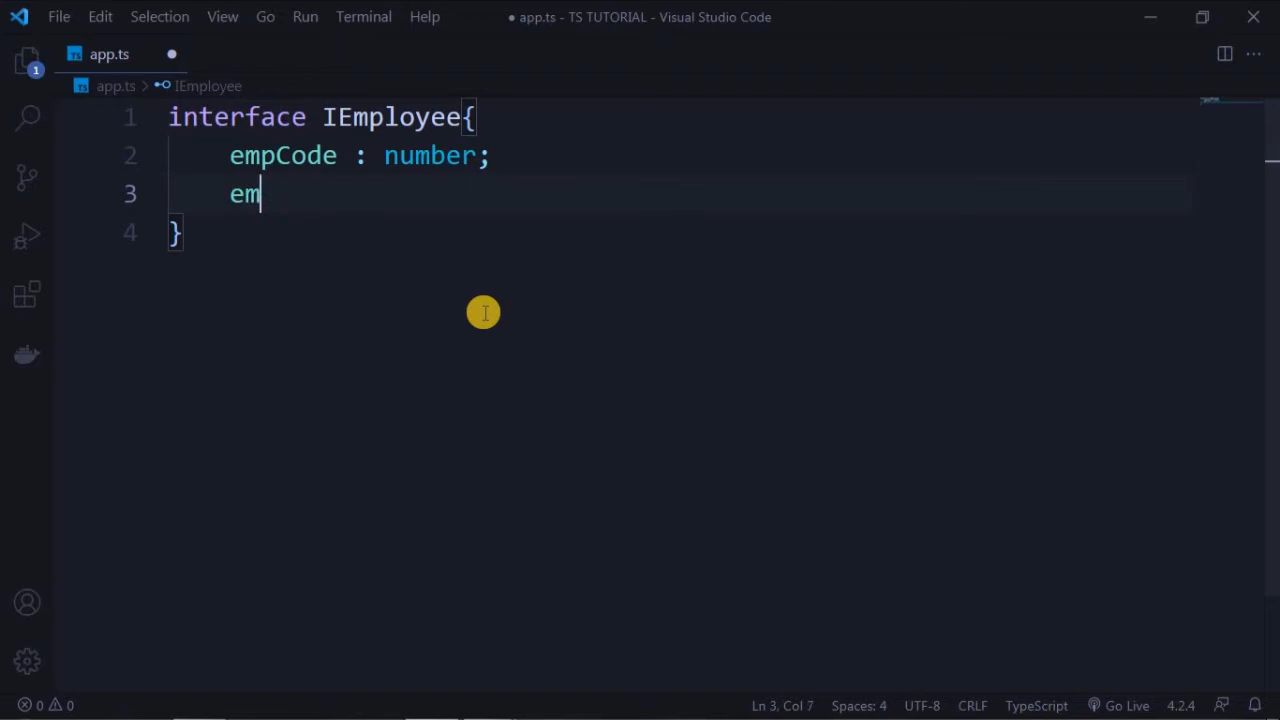 File Edit Selection View Go Run Terminal Help ● app.ts - TS TUTORIAL - Visual Studio Code
TS app.ts ●
TS app.ts > IEmployee
1
1 interface IEmployee{
2 empCode : number;
3 em
4 }
0 0 Ln 3, Col 7 Spaces: 4 UTF-8 CRLF TypeScript Go Live 4.2.4